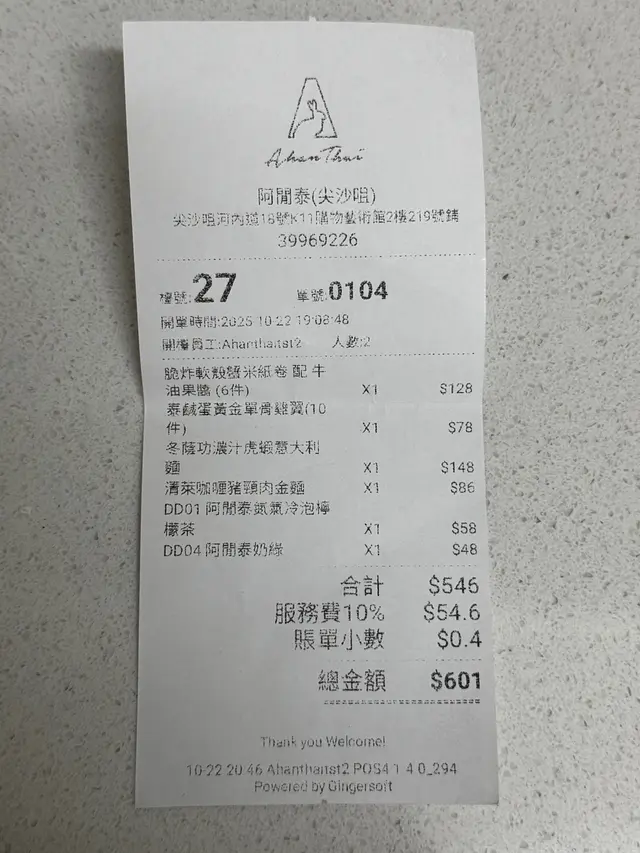 Ahan Thai
阿閒泰(尖沙咀)
尖沙咀河內道18號K11購物藝術館2樓219號鋪
39969226
檯號:27 單號:0104
開單時間:2025-10-22 19:08:48
開檯員工:Ahanthaitst2 人數:2
脆炸軟殼蟹米紙卷 配 牛
油果醬 (6件) X1 $128
泰鹹蛋黃金單骨雞翼(10
件) X1 $78
冬蔭功濃汁虎蝦意大利
麵 X1 $148
清萊咖喱豬頸肉金麵 X1 $86
DD01 阿閒泰氮氣冷泡檸
檬茶 X1 $58
DD04 阿閒泰奶綠 X1 $48
合計 $546
服務費10% $54.6
賬單小數 $0.4
總金額 $601
Thank you Welcome!
10-22 20:46 Ahanthaitst2 POS4 1.4.0_294
Powered by Gingersoft